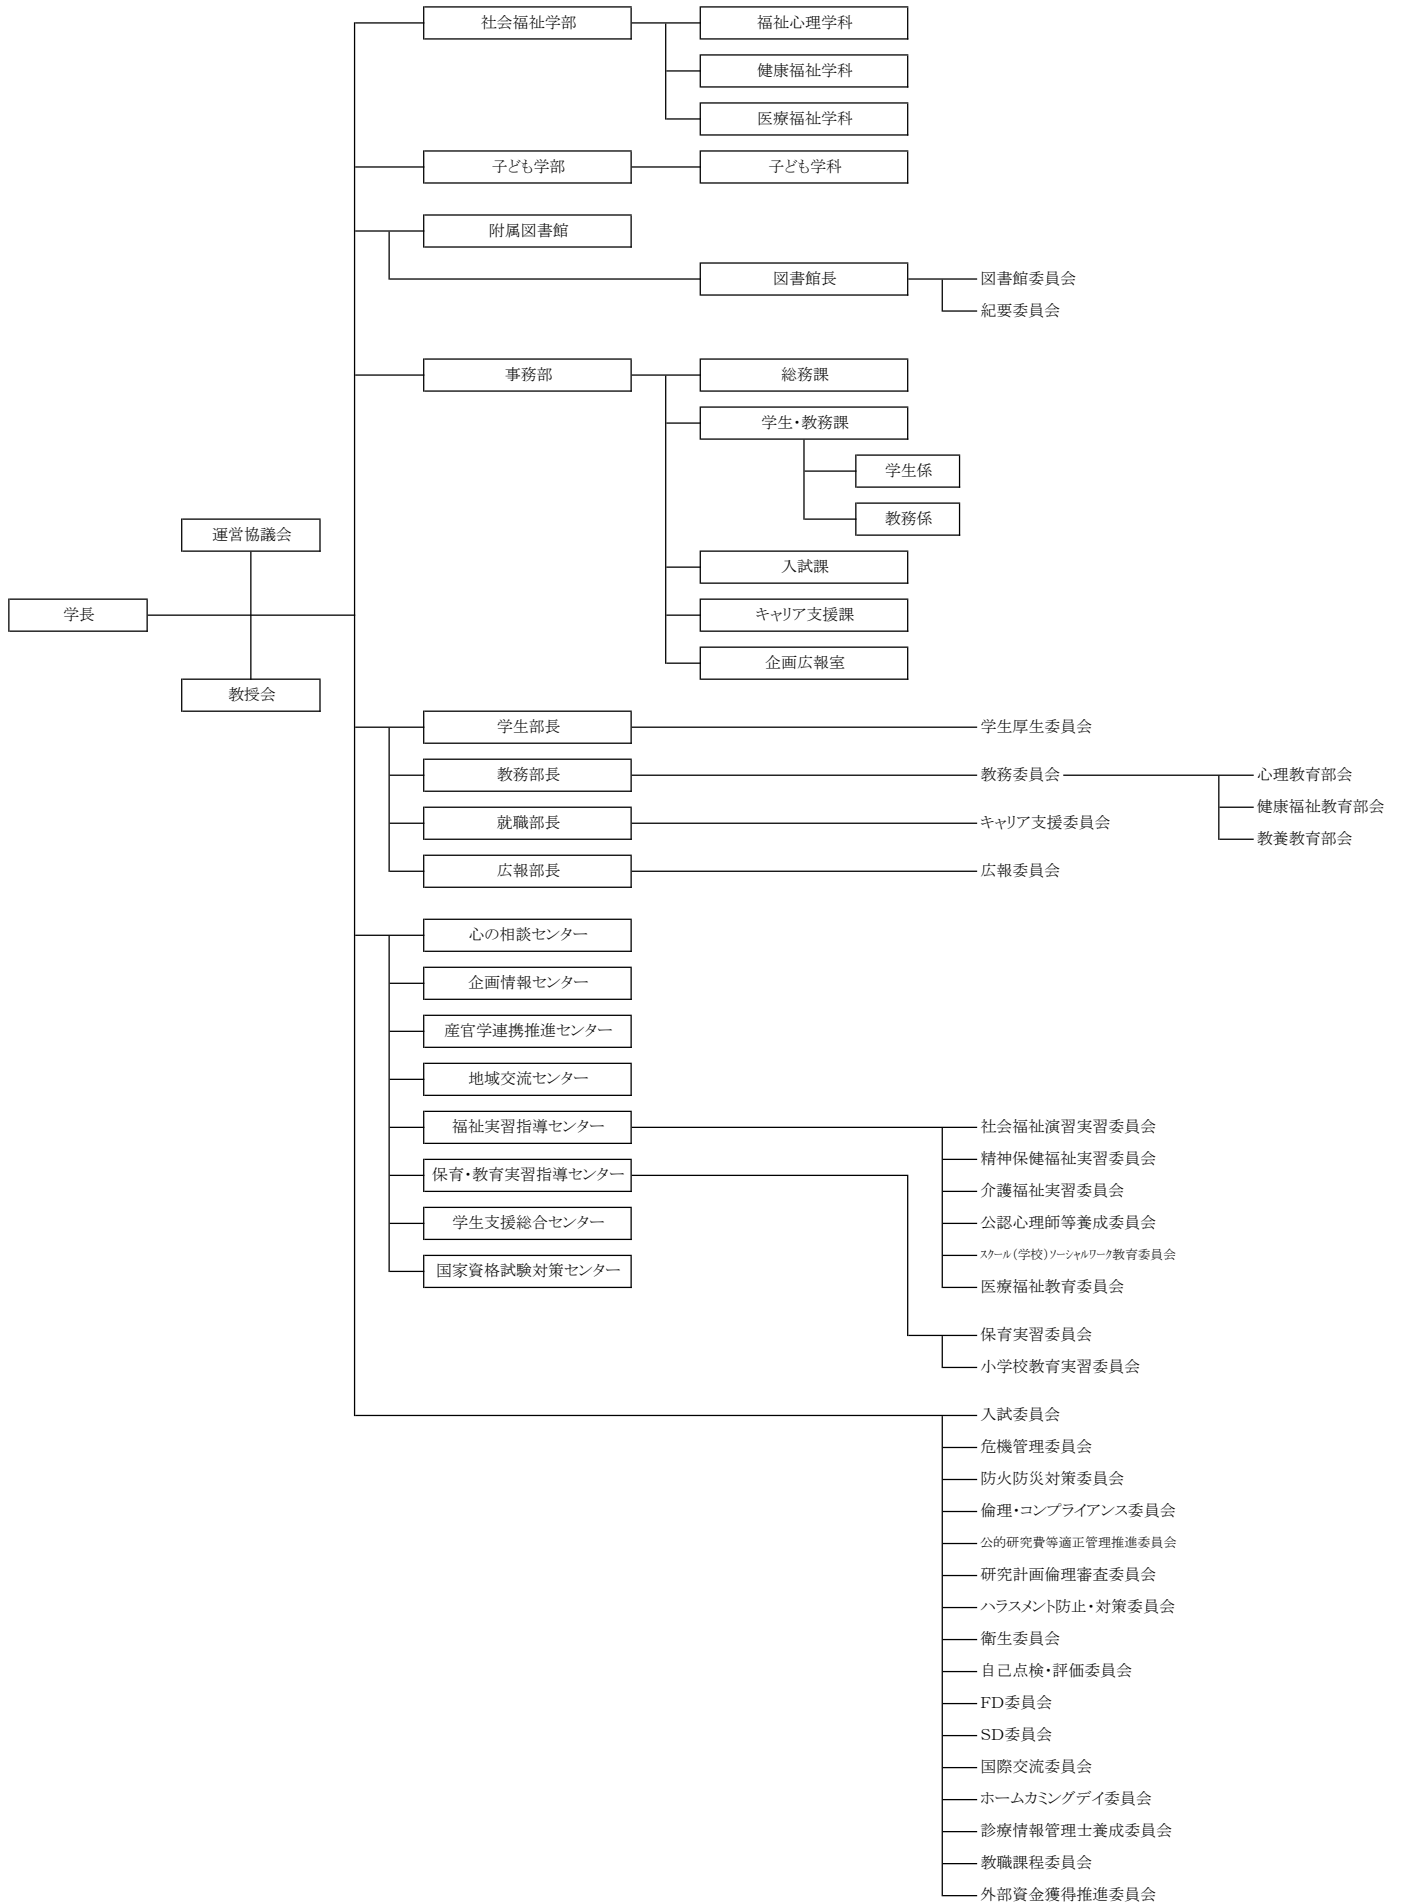 社会福祉学部
福祉心理学科
健康福祉学科
医療福祉学科
子ども学部
子ども学科
附属図書館
図書館長
図書館委員会
紀要委員会
事務部
総務課
学生・教務課
学生係
教務係
入試課
キャリア支援課
企画広報室
運営協議会
学長
教授会
学生部長
学生厚生委員会
教務部長
教務委員会
心理教育部会
健康福祉教育部会
教養教育部会
就職部長
キャリア支援委員会
広報部長
広報委員会
心の相談センター
企画情報センター
産官学連携推進センター
地域交流センター
福祉実習指導センター
社会福祉演習実習委員会
精神保健福祉実習委員会
介護福祉実習委員会
公認心理師等養成委員会
スクール(学校)ソーシャルワーク教育委員会
医療福祉教育委員会
保育・教育実習指導センター
保育実習委員会
小学校教育実習委員会
学生支援総合センター
国家資格試験対策センター
入試委員会
危機管理委員会
防火防災対策委員会
倫理・コンプライアンス委員会
公的研究費等適正管理推進委員会
研究計画倫理審査委員会
ハラスメント防止・対策委員会
衛生委員会
自己点検・評価委員会
FD委員会
SD委員会
国際交流委員会
ホームカミングデイ委員会
診療情報管理士養成委員会
教職課程委員会
外部資金獲得推進委員会